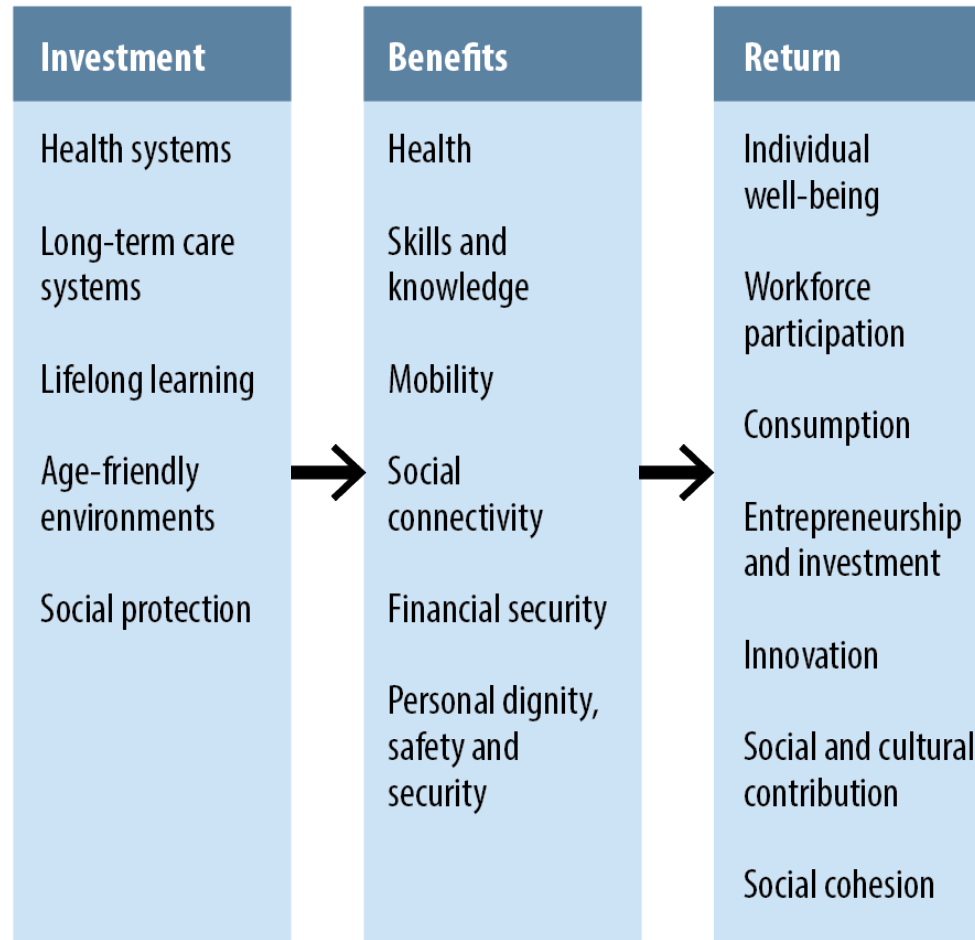 Investment
Health systems
Long-term care
systems
Lifelong learning
Age-friendly
environments
Social protection
Benefits
Health
Skills and
knowledge
Mobility
Social
connectivity
Financial security
Personal dignity,
safety and
security
Return
Individual
well-being
Workforce
participation
Consumption
Entrepreneurship
and investment
Innovation
Social and cultural
contribution
Social cohesion